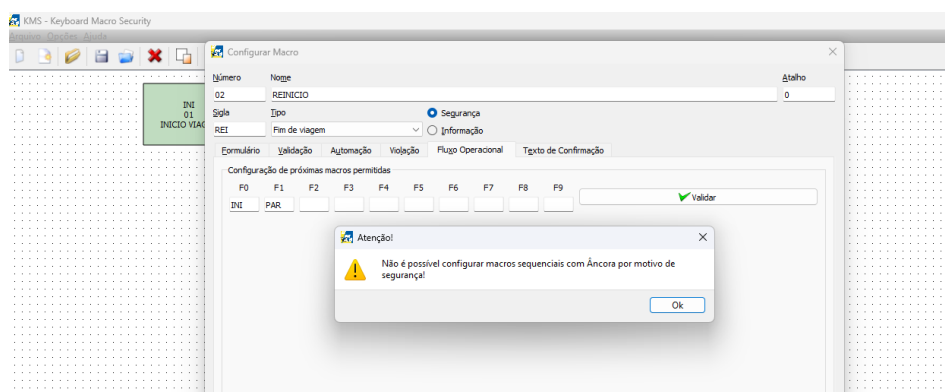 KMS - Keyboard Macro Security
Arquivo Opções Ajuda
Configurar Macro
Número Nome Atalho
02 REINICIO 0
Sigla Tipo Segurança
REI Fim de viagem Informação
Formulário Validação Automação Violação Fluxo Operacional Texto de Confirmação
Configuração de próximas macros permitidas
F0 F1 F2 F3 F4 F5 F6 F7 F8 F9
INI PAR Validar
INI
01
INICIO VIAG
Atenção!
Não é possível configurar macros sequenciais com Âncora por motivo de
segurança!
Ok